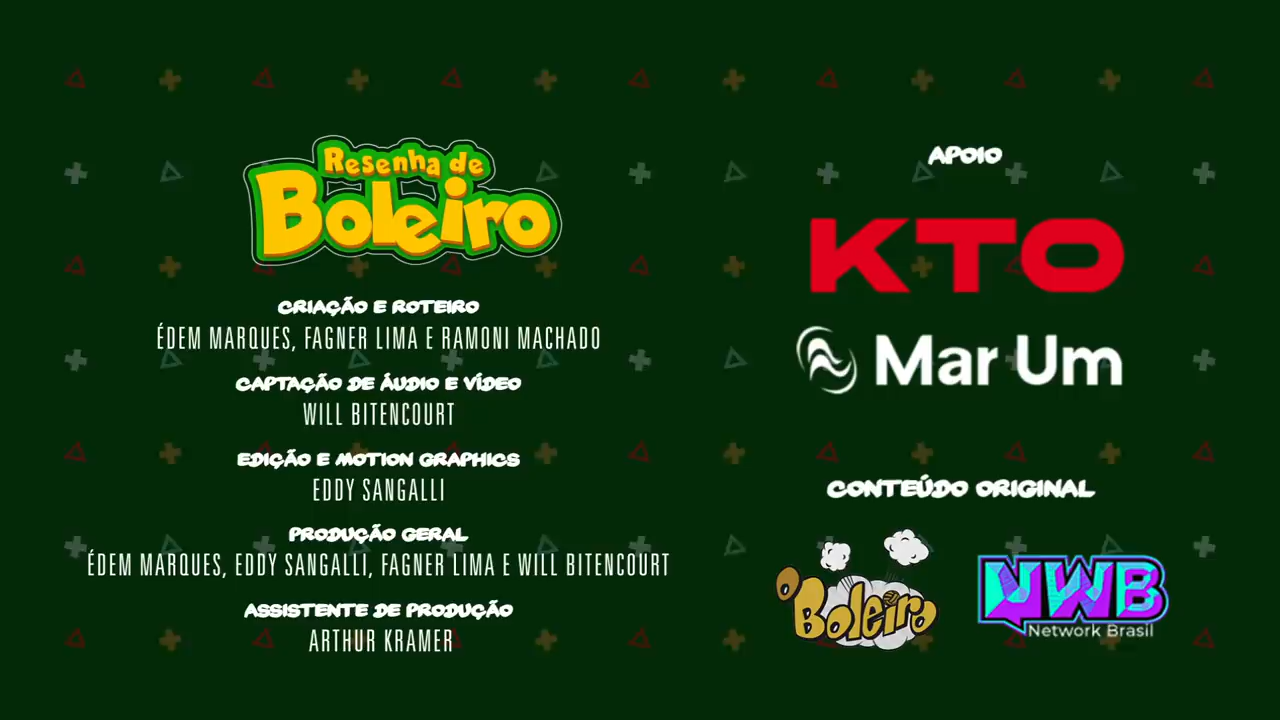 Resenha de
Boleiro
CRIAÇÃO E ROTEIRO
ÉDEM MARQUES, FAGNER LIMA E RAMONI MACHADO
CAPTAÇÃO DE ÁUDIO E VÍDEO
WILL BITENCOURT
EDIÇÃO E MOTION GRAPHICS
EDDY SANGALLI
PRODUÇÃO GERAL
ÉDEM MARQUES, EDDY SANGALLI, FAGNER LIMA E WILL BITENCOURT
ASSISTENTE DE PRODUÇÃO
ARTHUR KRAMER
APOIO
KTO
Mar Um
CONTEÚDO ORIGINAL
O Boleiro
NWB
Network Brasil